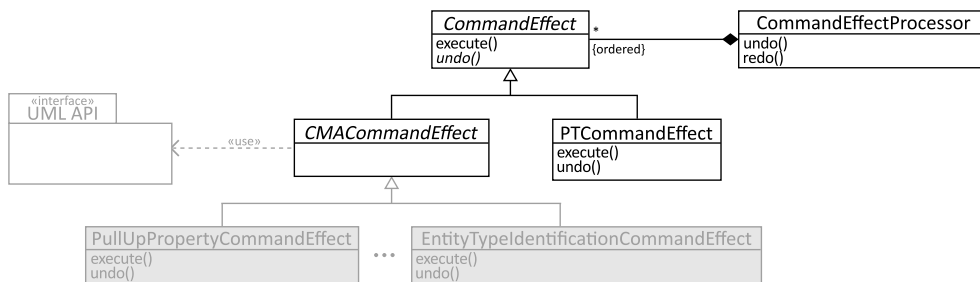 CommandEffect
execute()
undo()
*
{ordered}
CommandEffectProcessor
undo()
redo()
«interface»
UML API
«use»
CMACommandEffect
PTCommandEffect
execute()
undo()
PullUpPropertyCommandEffect
execute()
undo()
...
EntityTypeIdentificationCommandEffect
execute()
undo()